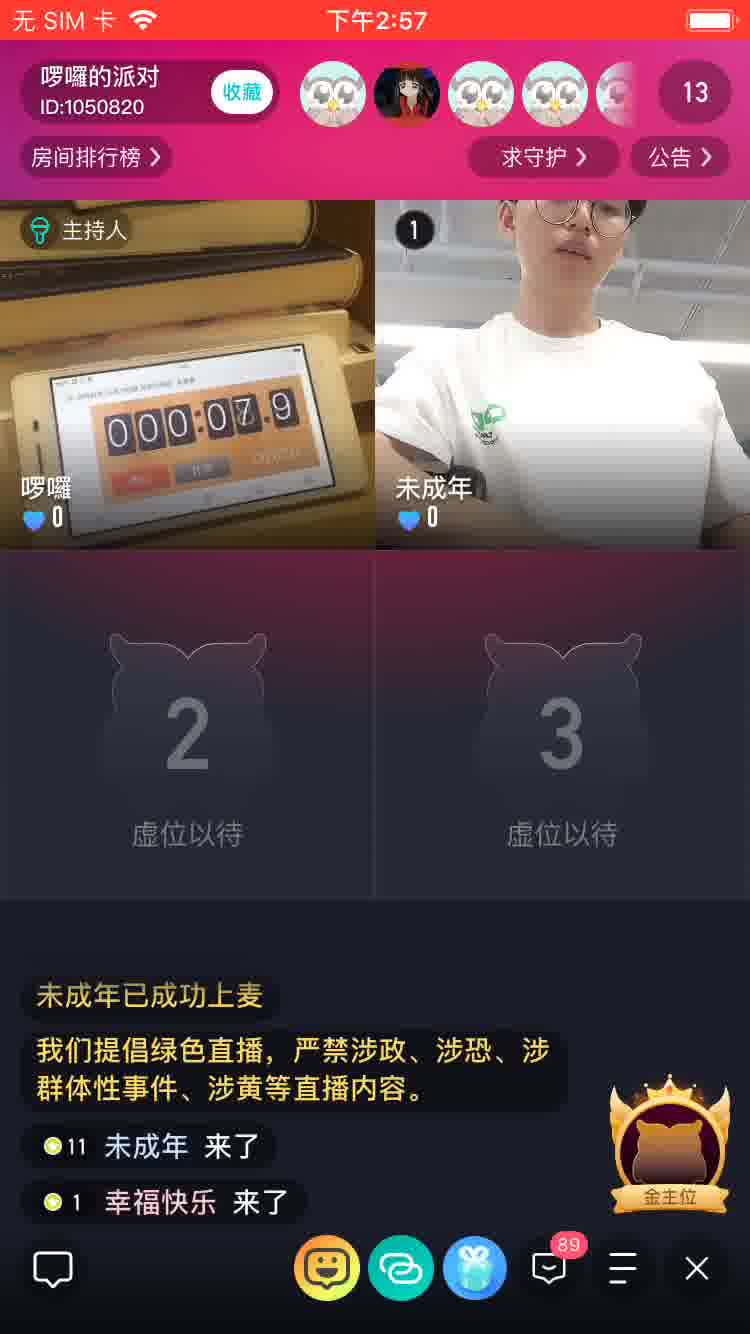 无 SIM 卡
下午2:57
啰囉的派对
ID:1050820
收藏
13
房间排行榜
求守护
公告
主持人
1
000:07.9
啰囉
0
未成年
0
2
虚位以待
3
虚位以待
未成年已成功上麦
我们提倡绿色直播，严禁涉政、涉恐、涉
群体性事件、涉黄等直播内容。
11 未成年 来了
1 幸福快乐 来了
金主位
89